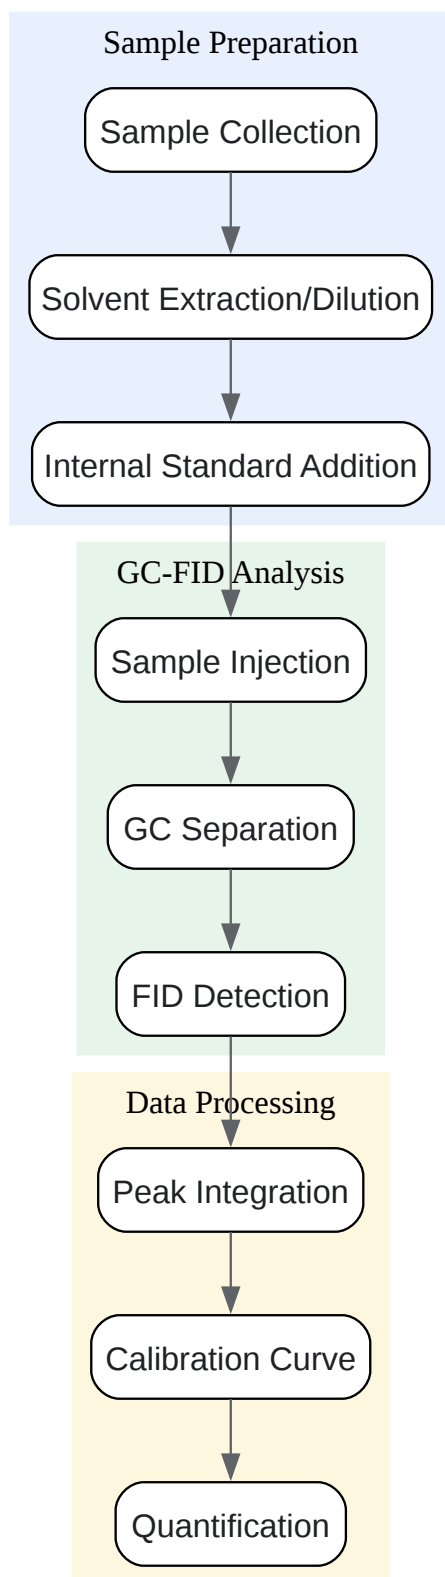 Sample Preparation
Sample Collection
Solvent Extraction/Dilution
Internal Standard Addition
GC-FID Analysis
Sample Injection
GC Separation
FID Detection
Data Processing
Peak Integration
Calibration Curve
Quantification